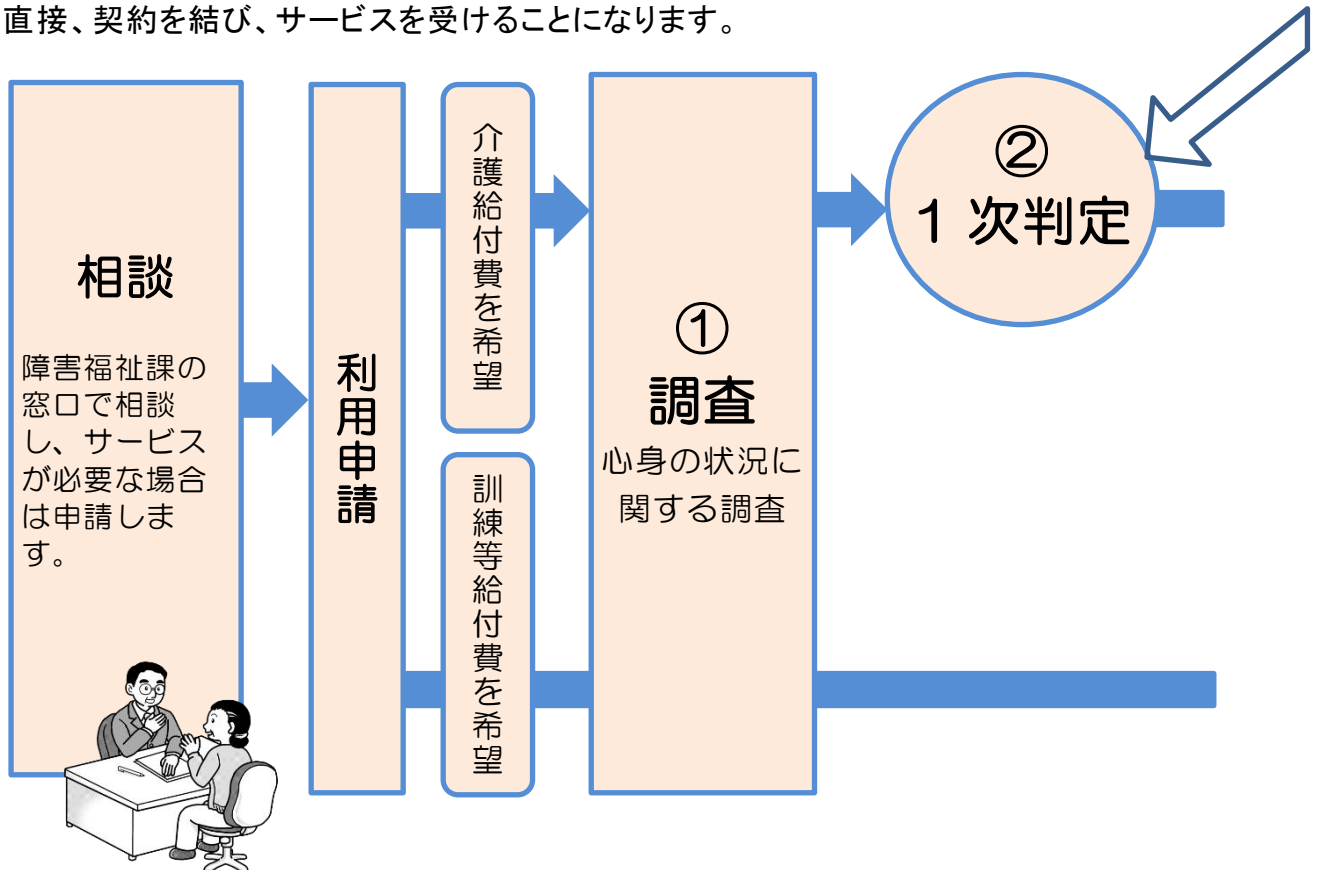 直接、契約を結び、サービスを受けることになります。
相談
障害福祉課の
窓口で相談
し、サービス
が必要な場合
は申請しま
す。
利用申請
介護給付費を希望
訓練等給付費を希望
①
調査
心身の状況に
関する調査
②
１次判定